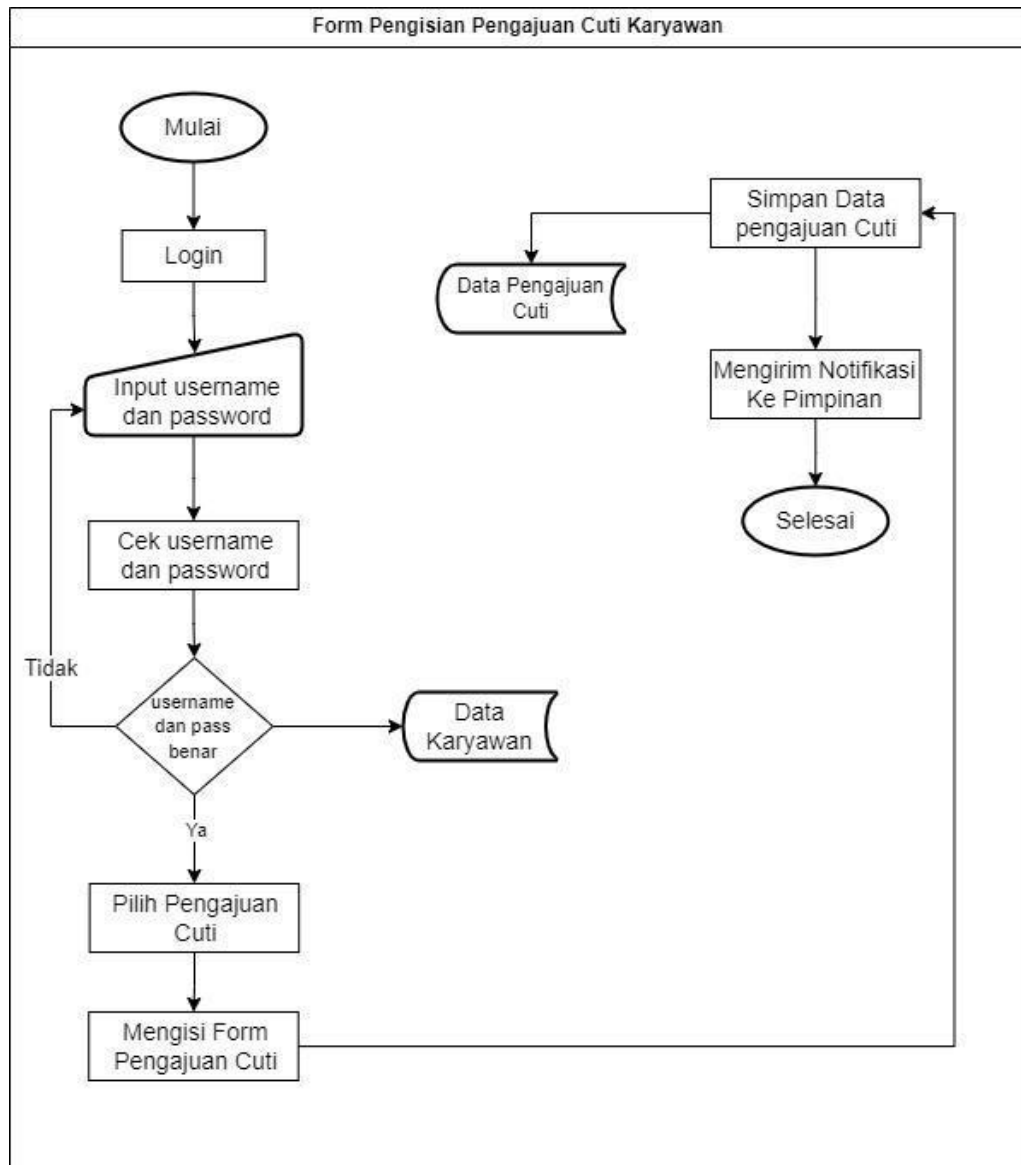 Form Pengisian Pengajuan Cuti Karyawan
Mulai
Login
Input username
dan password
Cek username
dan password
Tidak
username
dan pass
benar
Data
Karyawan
Ya
Pilih Pengajuan
Cuti
Mengisi Form
Pengajuan Cuti
Simpan Data
pengajuan Cuti
Data Pengajuan
Cuti
Mengirim Notifikasi
Ke Pimpinan
Selesai